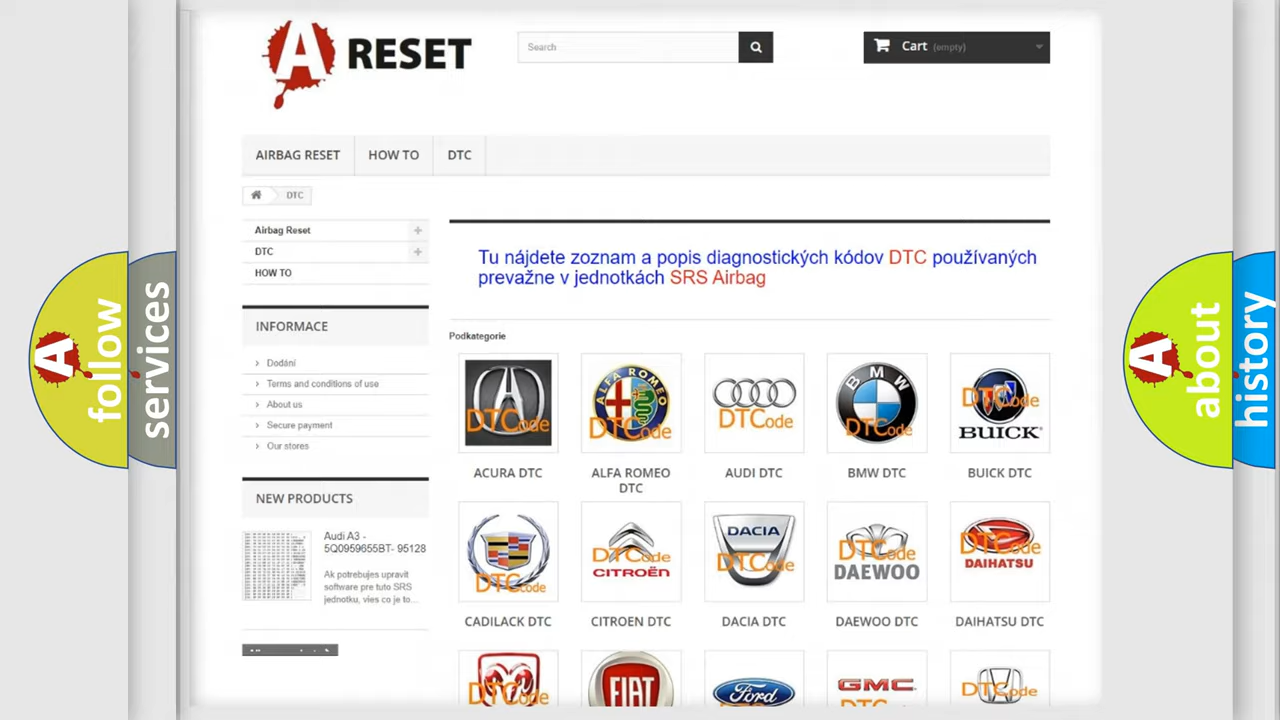 A RESET
Search
Cart (empty)
AIRBAG RESET
HOW TO
DTC
DTC
Airbag Reset
DTC
HOW TO
INFORMACE
Dodání
Terms and conditions of use
About us
Secure payment
Our stores
NEW PRODUCTS
Audi A3 -
5Q0959655BT- 95128
Ak potrebujes upravit
software pre tuto SRS
jednotku, vies co je to...
Tu nájdete zoznam a popis diagnostických kódov DTC používaných
prevažne v jednotkách SRS Airbag
Podkategorie
DTCode
ALFA ROMEO
DTCode
DTCode
BMW
DTCode
DTCode
BUICK
ACURA DTC
ALFA ROMEO
DTC
AUDI DTC
BMW DTC
BUICK DTC
DTCode
DTCode
CITROËN
DACIA
DTCode
DTCode
DAEWOO
DTCode
DAIHATSU
CADILACK DTC
CITROEN DTC
DACIA DTC
DAEWOO DTC
DAIHATSU DTC
DTCode
FIAT
Ford
GMC
DTCode
A follow
services
A about
history